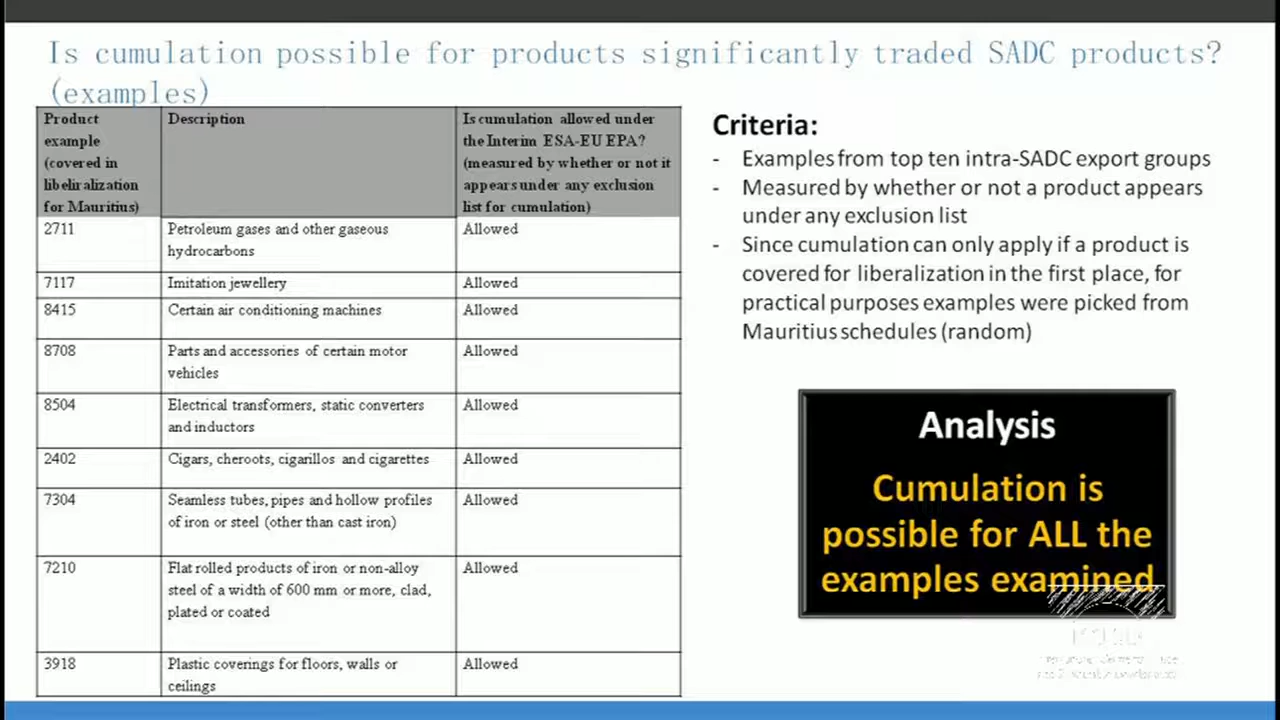 Is cumulation possible for products significantly traded SADC products?
(examples)
Product
example
(covered in
libeliralization
for Mauritius)
Description
Is cumulation allowed under
the Interim ESA-EU EPA?
(measured by whether or not it
appears under any exclusion
list for cumulation)
2711
Petroleum gases and other gaseous
hydrocarbons
Allowed
7117
Imitation jewellery
Allowed
8415
Certain air conditioning machines
Allowed
8708
Parts and accessories of certain motor
vehicles
Allowed
8504
Electrical transformers, static converters
and inductors
Allowed
2402
Cigars, cheroots, cigarillos and cigarettes
Allowed
7304
Seamless tubes, pipes and hollow profiles
of iron or steel (other than cast iron)
Allowed
7210
Flat rolled products of iron or non-alloy
steel of a width of 600 mm or more, clad,
plated or coated
Allowed
3918
Plastic coverings for floors, walls or
ceilings
Allowed
Criteria:
- Examples from top ten intra-SADC export groups
- Measured by whether or not a product appears
under any exclusion list
- Since cumulation can only apply if a product is
covered for liberalization in the first place, for
practical purposes examples were picked from
Mauritius schedules (random)
Analysis
Cumulation is
possible for ALL the
examples examined